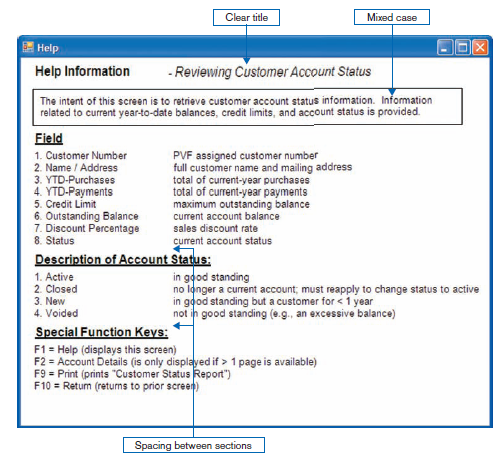 Clear title
Mixed case
Help
Help Information - Reviewing Customer Account Status
The intent of this screen is to retrieve customer account status information. Information
related to current year-to-date balances, credit limits, and account status is provided.
Field
1. Customer Number PVF assigned customer number
2. Name / Address full customer name and mailing address
3. YTD-Purchases total of current-year purchases
4. YTD-Payments total of current-year payments
5. Credit Limit maximum outstanding balance
6. Outstanding Balance current account balance
7. Discount Percentage sales discount rate
8. Status current account status
Description of Account Status:
1. Active in good standing
2. Closed no longer a current account; must reapply to change status to active
3. New in good standing but a customer for < 1 year
4. Voided not in good standing (e.g., an excessive balance)
Special Function Keys:
F1 = Help (displays this screen)
F2 = Account Details (is only displayed if > 1 page is available)
F9 = Print (prints "Customer Status Report")
F10 = Return (returns to prior screen)
Spacing between sections